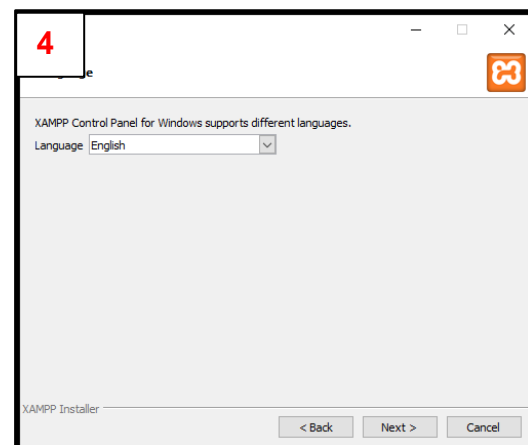 4
XAMPP Control Panel for Windows supports different languages.
Language English
XAMPP Installer
< Back Next > Cancel